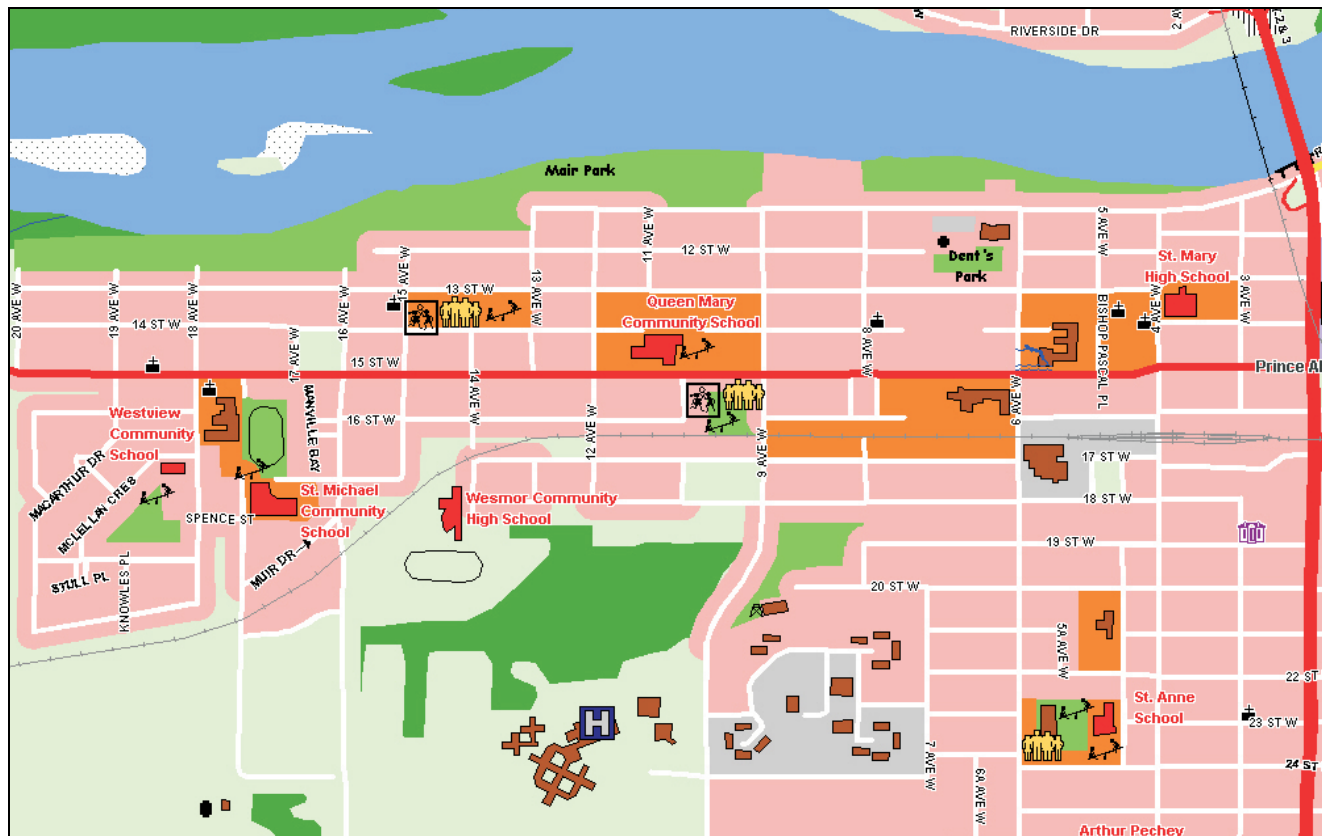 RIVERSIDE DR
2 AVE
-2 & 3
Mair Park
5 AVE W
11 AVE W
12 ST W
Dent's
Park
St. Mary
High School
3 AVE W
4 AVE W
BISHOP PASCAL PL
15 AVE W
13 ST W
13 AVE W
Queen Mary
Community School
20 AVE W
19 AVE W
18 AVE W
16 AVE W
14 ST W
17 AVE W
15 ST W
8 AVE W
14 AVE W
Prince Al
MANVILLE BAY
16 ST W
12 AVE W
9 AVE W
6 AVE W
Westview
Community
School
17 ST W
MACARTHUR DR
MCLELLAN CRES
SPENCE ST
St. Michael
Community
School
Wesmor Community
High School
18 ST W
19 ST W
STULL PL
KNOWLES PL
MUIR DR
20 ST W
5A AVE W
22 ST
St. Anne
School
23 ST W
7 AVE W
6A AVE W
24 ST
Arthur Pechey